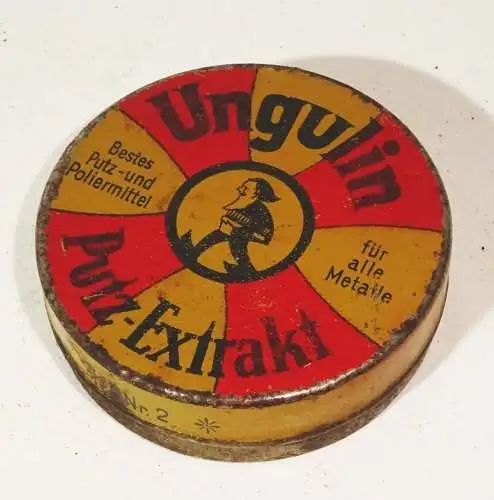 Ungulin
Bestes
Putz-und
Poliermittel
für
alle
Metalle
Putz-Extrakt
Nr. 2